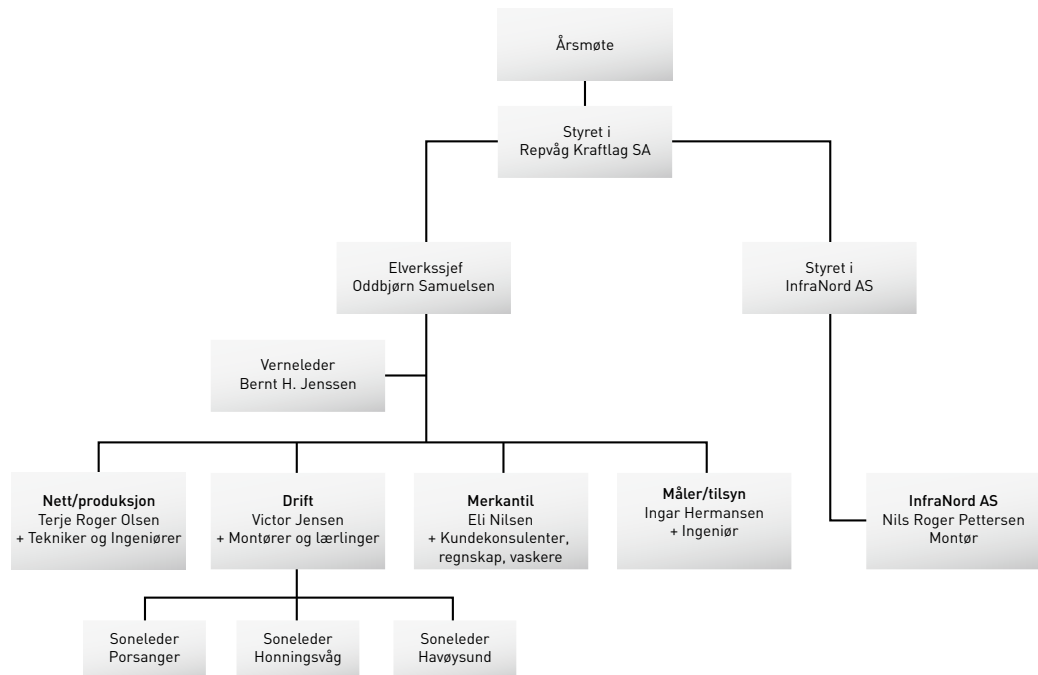 Årsmøte
Styret i
Repvåg Kraftlag SA
Elverkssjef
Oddbjørn Samuelsen
Styret i
InfraNord AS
Verneleder
Bernt H. Jenssen
Nett/produksjon
Terje Roger Olsen
+ Tekniker og Ingeniører
Drift
Victor Jensen
+ Montører og lærlinger
Merkantil
Eli Nilsen
+ Kundekonsulenter,
regnskap, vaskere
Måler/tilsyn
Ingar Hermansen
+ Ingeniør
InfraNord AS
Nils Roger Pettersen
Montør
Soneleder
Porsanger
Soneleder
Honningsvåg
Soneleder
Havøysund